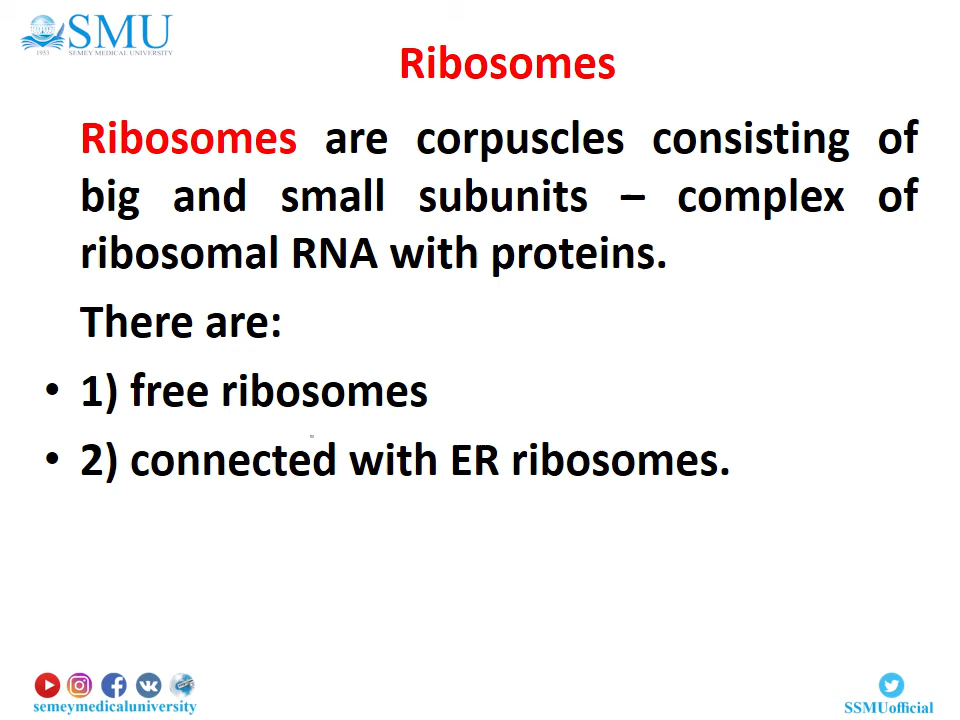 SMU
1953 SEMEY MEDICAL UNIVERSITY
Ribosomes
Ribosomes are corpuscles consisting of
big and small subunits – complex of
ribosomal RNA with proteins.
There are:
• 1) free ribosomes
• 2) connected with ER ribosomes.
semeymedicaluniversity
SSMUofficial